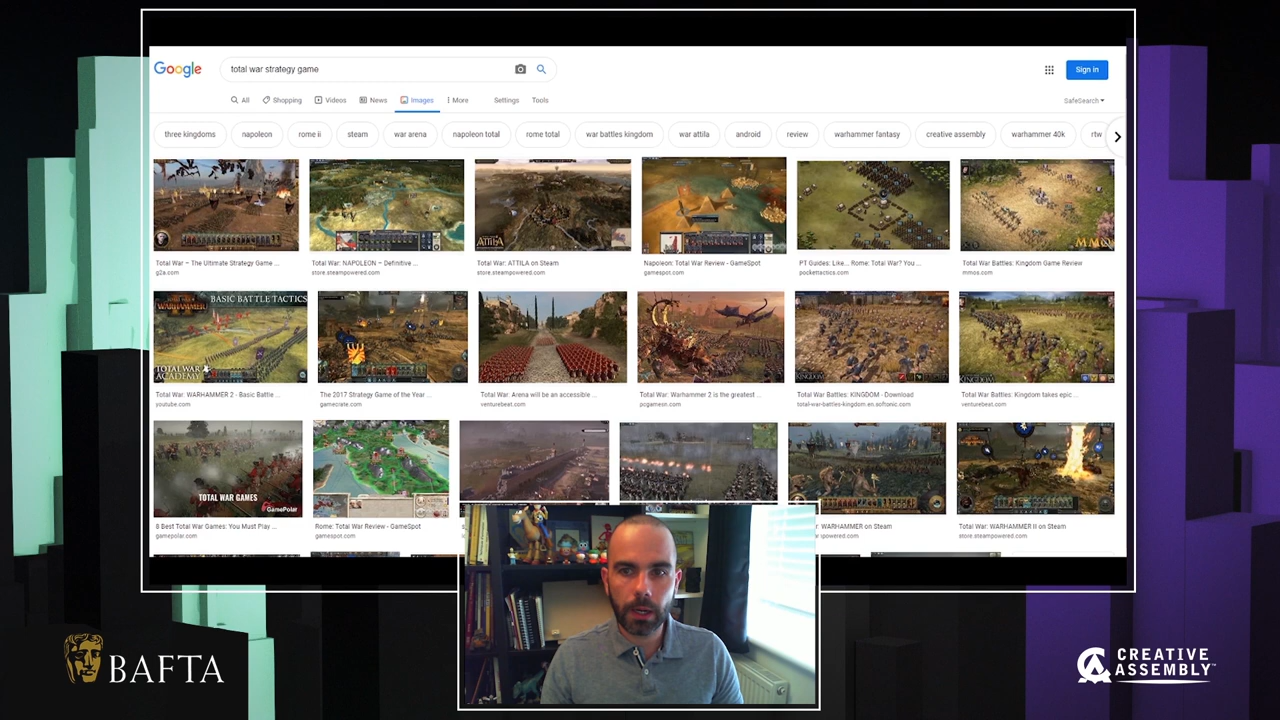 Google
total war strategy game
Sign in
All Shopping Videos News Images More Settings Tools
SafeSearch
three kingdoms napoleon rome ii steam war arena napoleon total rome total war battles kingdom war attila android review warhammer fantasy creative assembly warhammer 40k rtw
ATTILA
MMO
Total War – The Ultimate Strategy Game ...
g2a.com
Total War: NAPOLEON – Definitive ...
store.steampowered.com
Total War: ATTILA on Steam
store.steampowered.com
Napoleon: Total War Review - GameSpot
gamespot.com
PT Guides: Like... Rome: Total War? You ...
pockettactics.com
Total War Battles: Kingdom Game Review
mmos.com
WARHAMMER
BASIC BATTLE TACTICS
TOTAL WAR
ACADEMY
KINGDOM
KINGDOM
Total War: WARHAMMER 2 - Basic Battle ...
youtube.com
The 2017 Strategy Game of the Year ...
gamecrate.com
Total War: Arena will be an accessible ...
venturebeat.com
Total War: Warhammer 2 is the greatest ...
pcgamesn.com
Total War Battles: KINGDOM - Download
total-war-battles-kingdom.en.softonic.com
Total War Battles: Kingdom takes epic ...
venturebeat.com
TOTAL WAR GAMES
GamePolar
8 Best Total War Games: You Must Play ...
gamepolar.com
Rome: Total War Review - GameSpot
gamespot.com
: WARHAMMER on Steam
Total War: WARHAMMER II on Steam
store.steampowered.com
BAFTA
CREATIVE
ASSEMBLY™